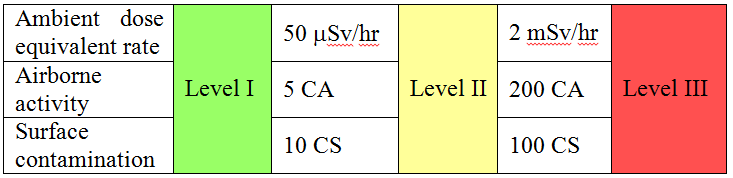 Ambient dose
equivalent rate
50 μSv/hr
2 mSv/hr
Airborne
activity
Level I
5 CA
Level II
200 CA
Level III
Surface
contamination
10 CS
100 CS